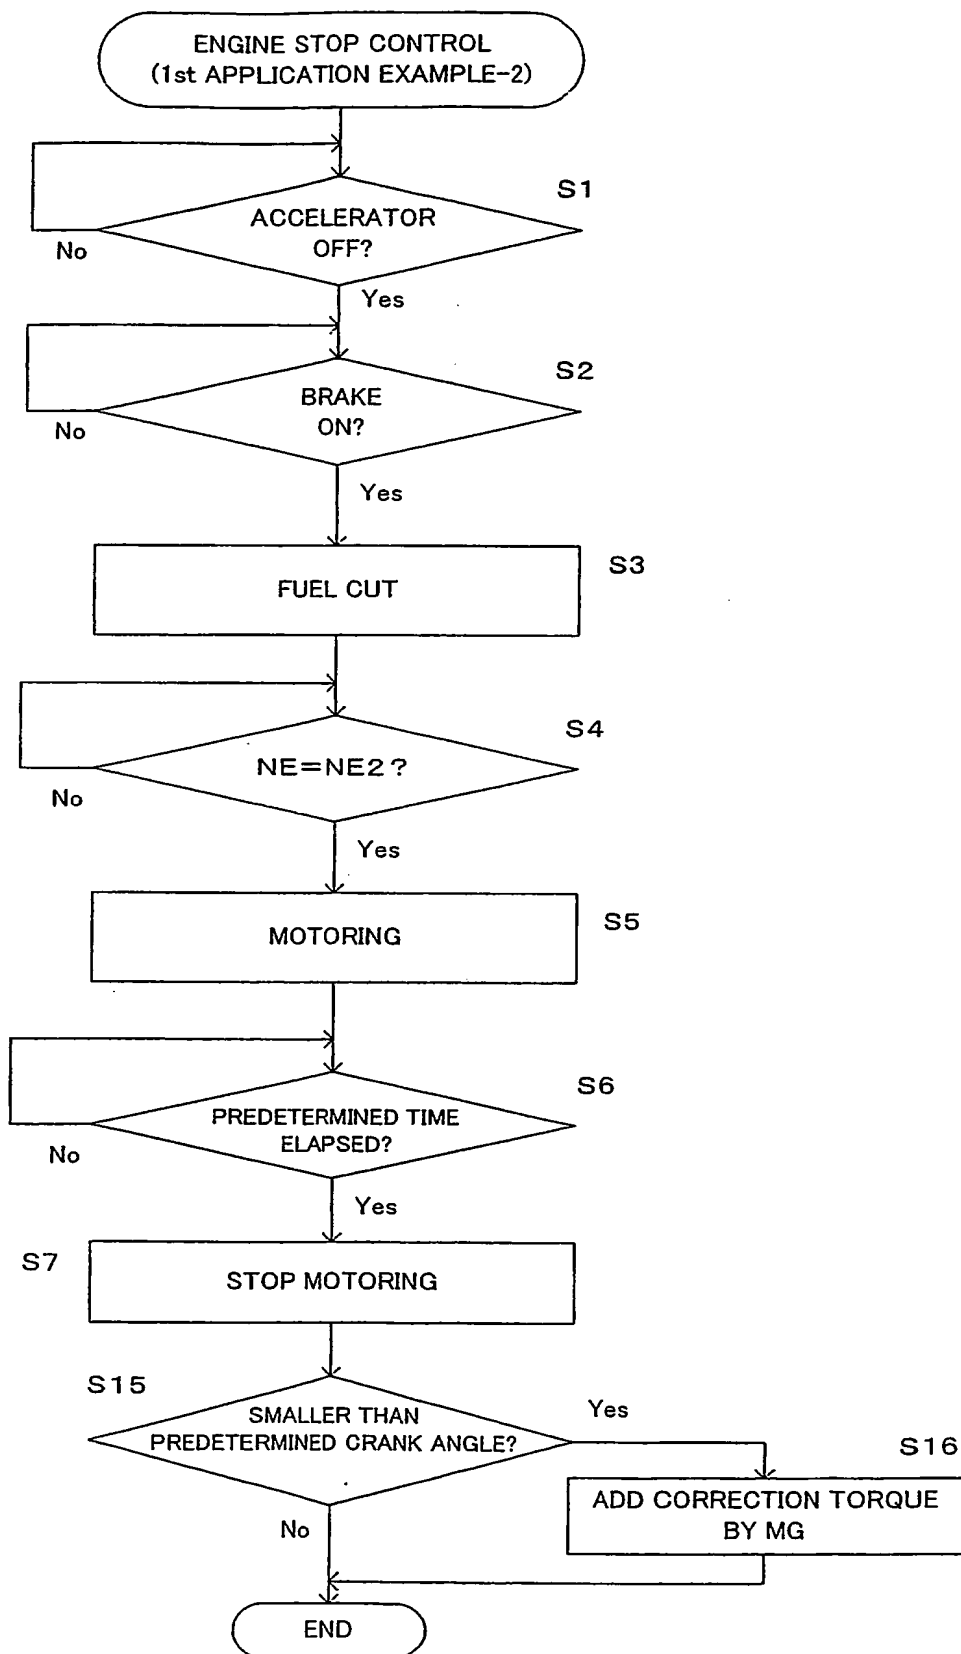 ENGINE STOP CONTROL
(1st APPLICATION EXAMPLE-2)
S1
ACCELERATOR
OFF?
No
Yes
S2
BRAKE
ON?
No
Yes
S3
FUEL CUT
S4
NE=NE2?
No
Yes
S5
MOTORING
S6
PREDETERMINED TIME
ELAPSED?
No
Yes
S7
STOP MOTORING
S15
SMALLER THAN
PREDETERMINED CRANK ANGLE?
Yes
S16
ADD CORRECTION TORQUE
BY MG
No
END